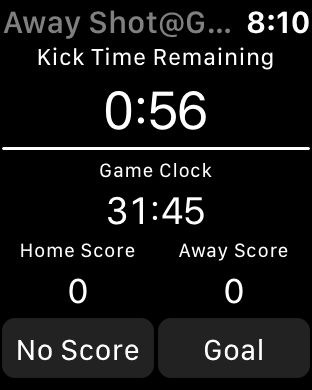 Away Shot@G... 8:10
Kick Time Remaining
0:56
Game Clock
31:45
Home Score Away Score
0 0
No Score Goal